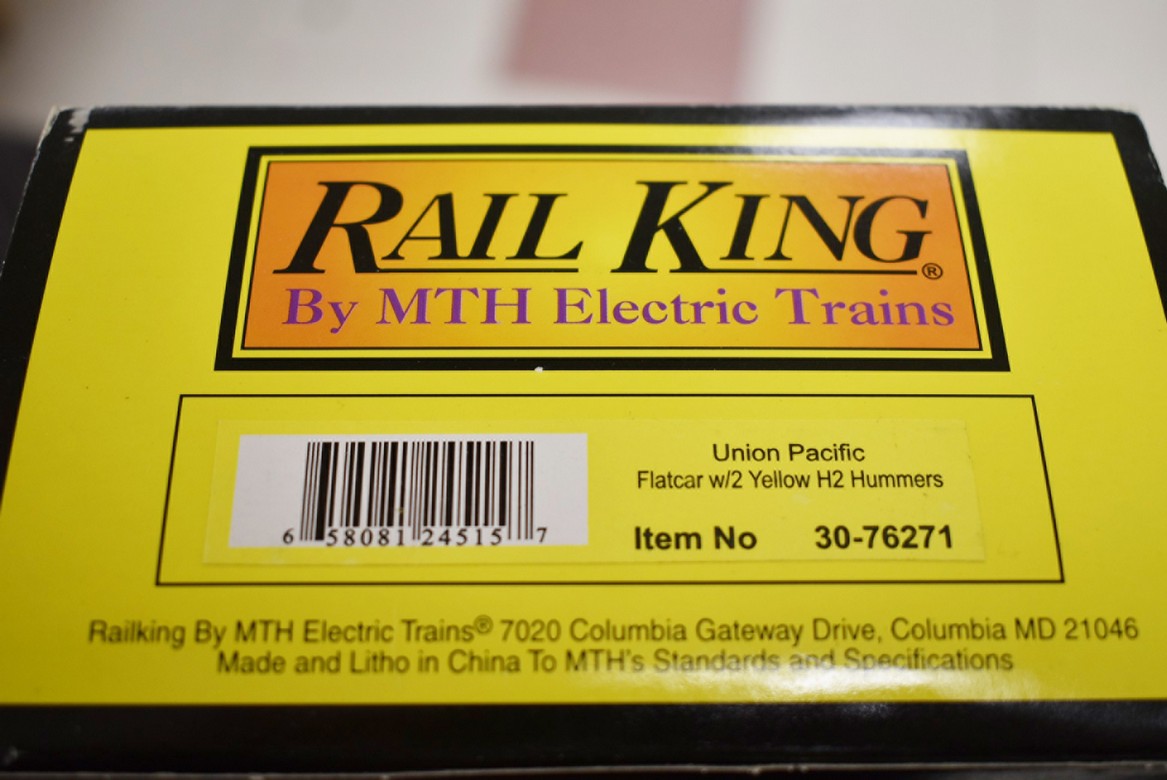 RAIL KING®
By MTH Electric Trains
Union Pacific
Flatcar w/2 Yellow H2 Hummers
Item No 30-76271
6 58081 24515 7
Railking By MTH Electric Trains® 7020 Columbia Gateway Drive, Columbia MD 21046
Made and Litho in China To MTH's Standards and Specifications